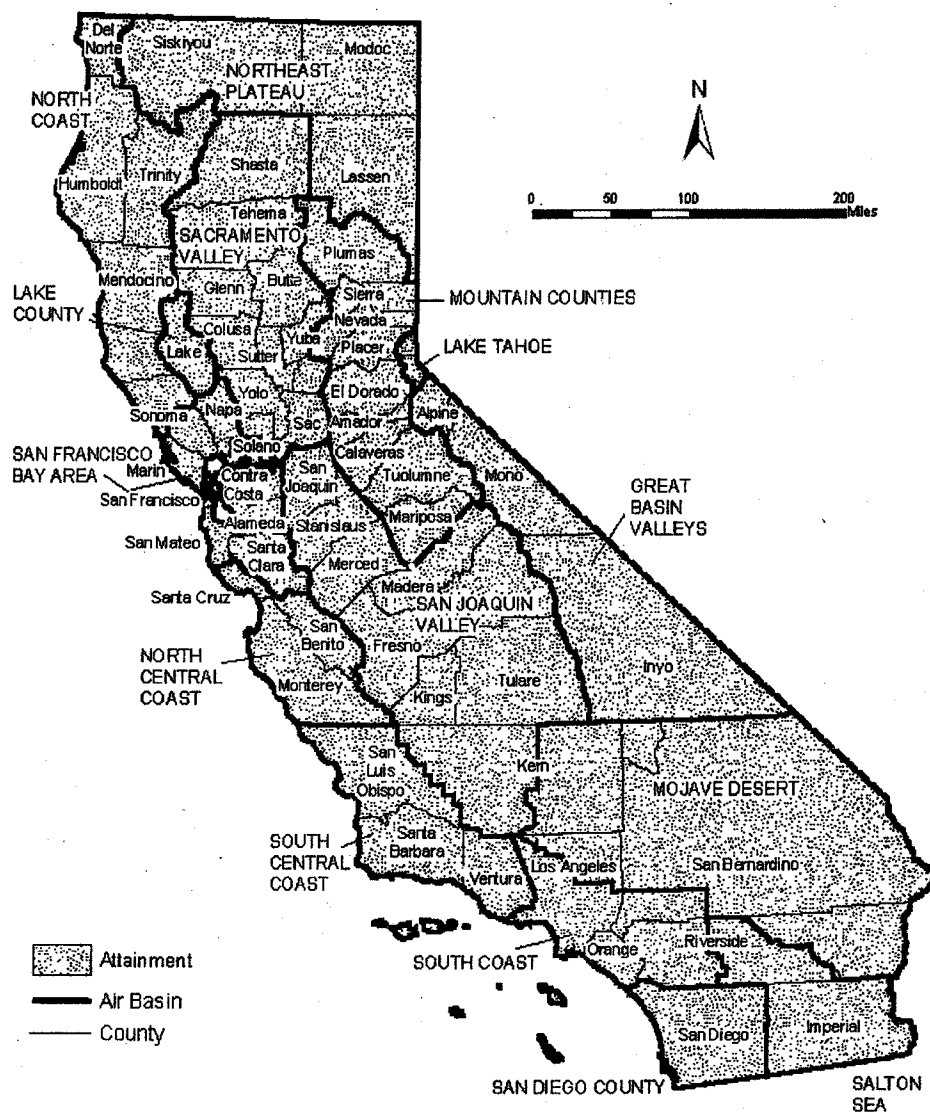 Del
Norte
Siskiyou
Modoc
NORTHEAST
PLATEAU
NORTH
COAST
N
Humboldt
Trinity
Shasta
Lassen
0 50 100 200
Miles
Tehema
SACRAMENTO
VALLEY
Plumas
Mendocino
Glenn
Butte
Sierra
LAKE
COUNTY
MOUNTAIN COUNTIES
Colusa
Nevada
Yuba
Lake
Sutter
Placer
LAKE TAHOE
Yolo
El Dorado
Sonoma
Napa
Sac
Amador
Alpine
Solano
SAN FRANCISCO
BAY AREA
Marin
Calaveras
San Francisco
Contra
Costa
San
Joaquin
Tuolumne
Mono
GREAT
BASIN
VALLEYS
Alameda
Stanislaus
Mariposa
San Mateo
Santa
Clara
Merced
Santa Cruz
Madera
SAN JOAQUIN
VALLEY
San
Benito
NORTH
CENTRAL
COAST
Fresno
Inyo
Monterey
Kings
Tulare
San
Luis
Obispo
Kern
MOJAVE DESERT
SOUTH
CENTRAL
COAST
Santa
Barbara
Ventura
Los Angeles
San Bernardino
Orange
Riverside
SOUTH COAST
Attainment
Air Basin
County
San Diego
Imperial
SAN DIEGO COUNTY
SALTON
SEA